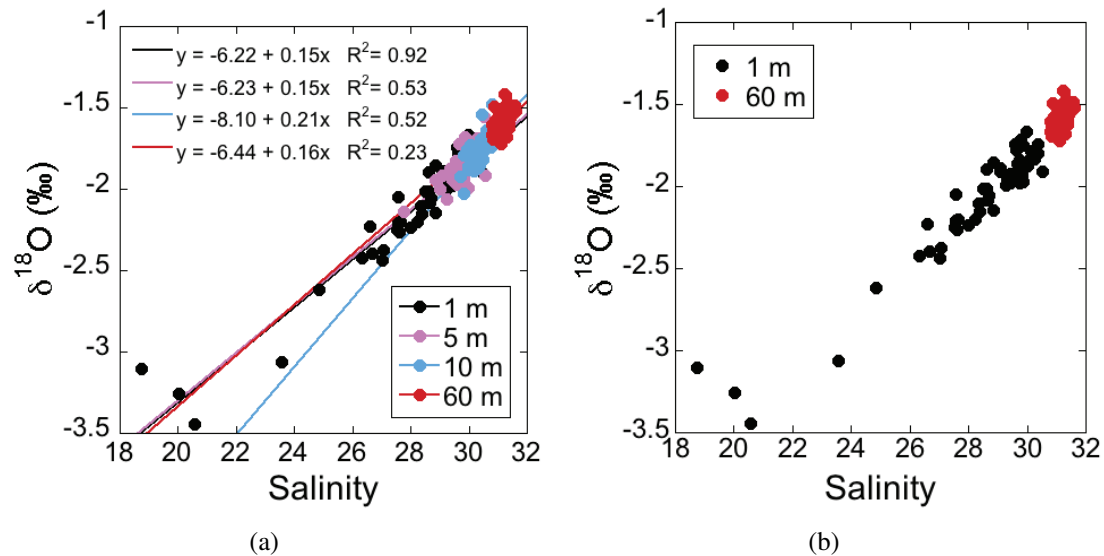 -1
-1.5
-2
-2.5
-3
-3.5
δ ¹⁸O (‰)
y = -6.22 + 0.15x R²= 0.92
y = -6.23 + 0.15x R²= 0.53
y = -8.10 + 0.21x R²= 0.52
y = -6.44 + 0.16x R²= 0.23
1 m
5 m
10 m
60 m
18 20 22 24 26 28 30 32
Salinity
(a)
-1
-1.5
-2
-2.5
-3
-3.5
δ ¹⁸O (‰)
1 m
60 m
18 20 22 24 26 28 30 32
Salinity
(b)